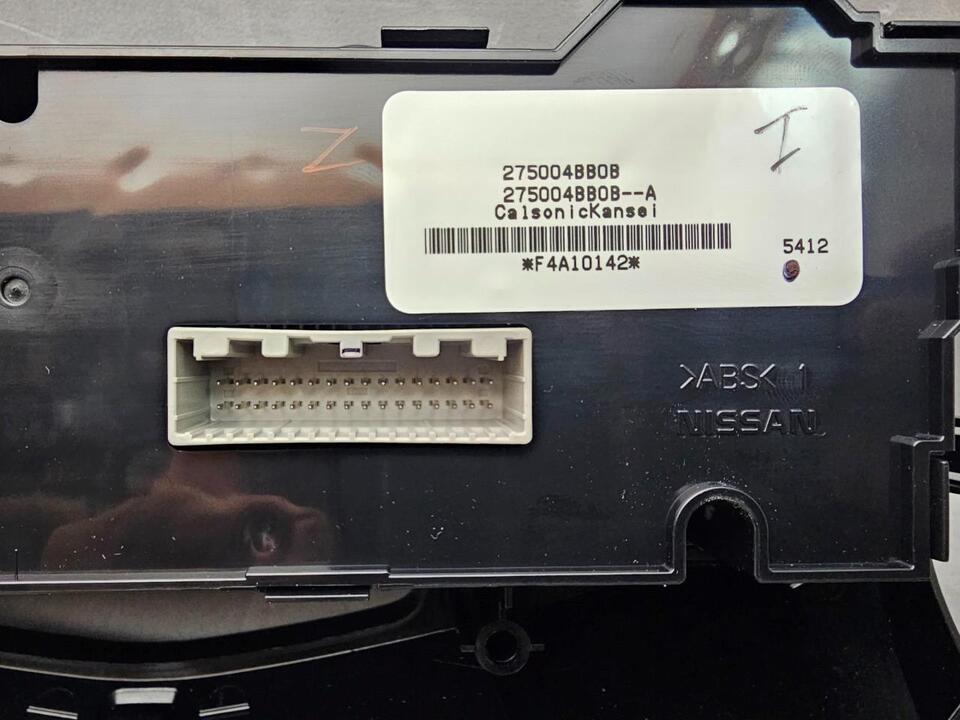 Z
I
275004BB0B
275004BB0B--A
CalsonicKansei
5412
*F4A10142*
>ABS< 1
NISSAN